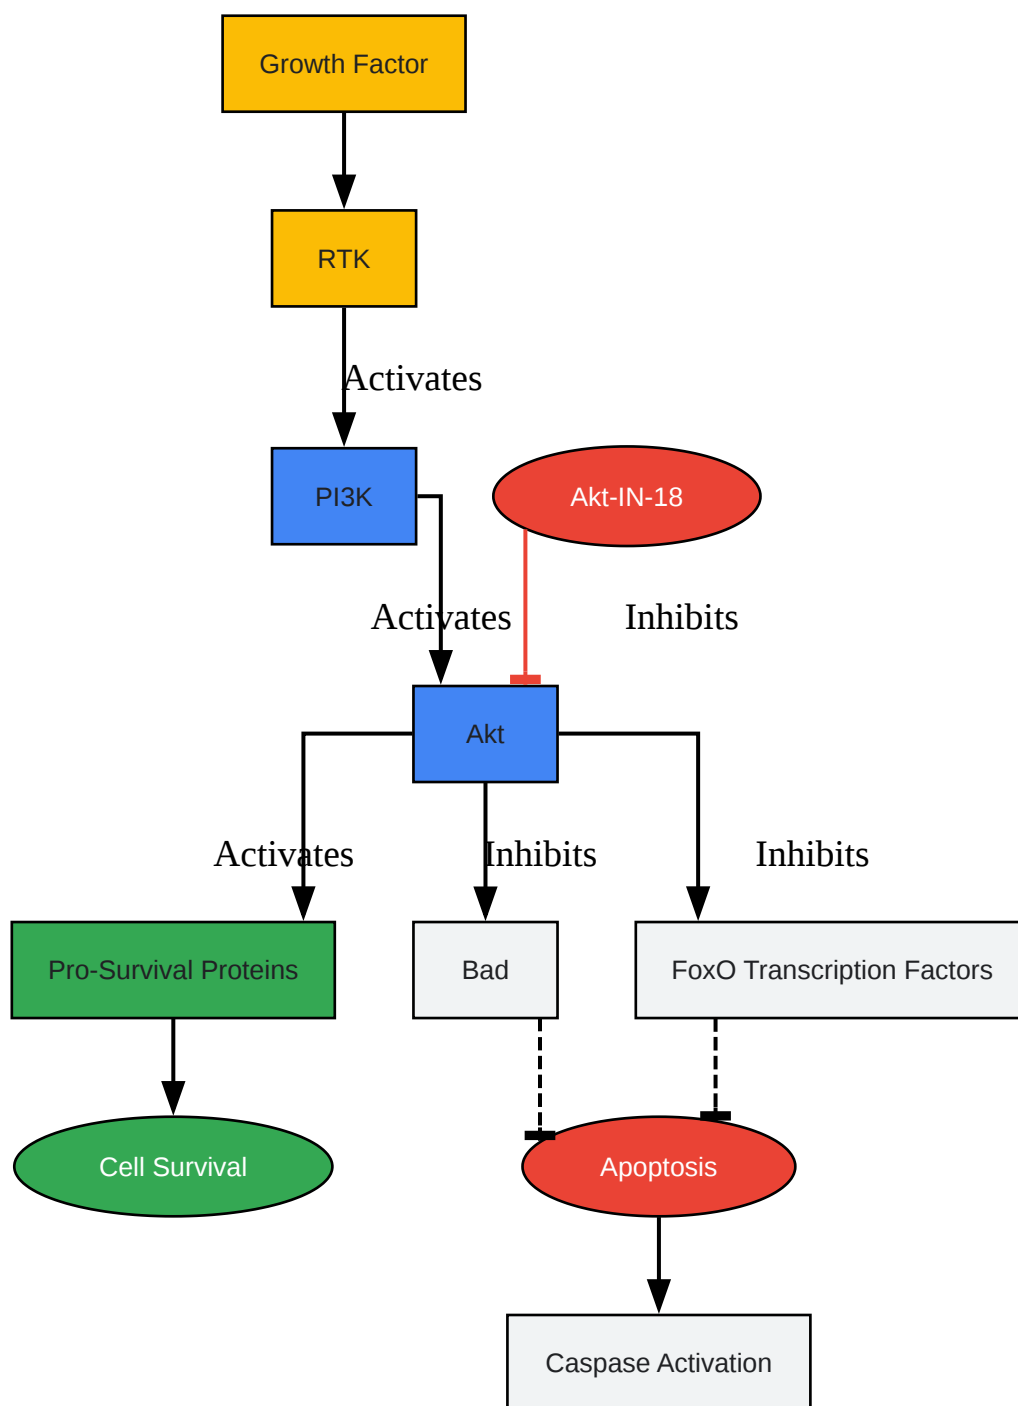 Growth Factor
RTK
Activates
PI3K
Akt-IN-18
Activates
Inhibits
Akt
Activates
Inhibits
Inhibits
Pro-Survival Proteins
Bad
FoxO Transcription Factors
Cell Survival
Apoptosis
Caspase Activation